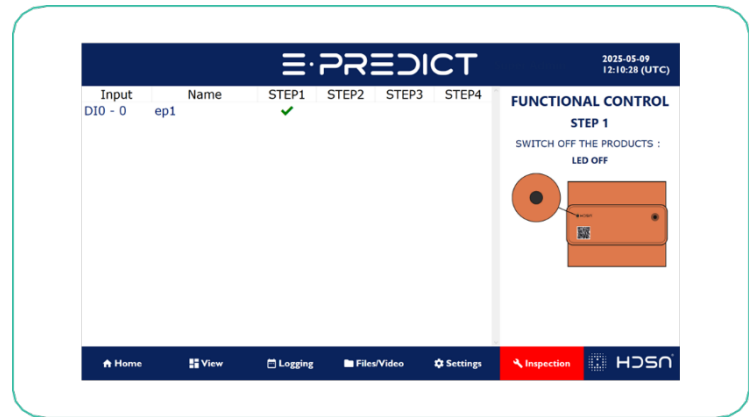 E·PREDICT
2025-05-09
12:10:28 (UTC)
Input Name STEP1 STEP2 STEP3 STEP4
DI0 - 0 ep1
FUNCTIONAL CONTROL
STEP 1
SWITCH OFF THE PRODUCTS :
LED OFF
Home View Logging Files/Video Settings Inspection HDSN